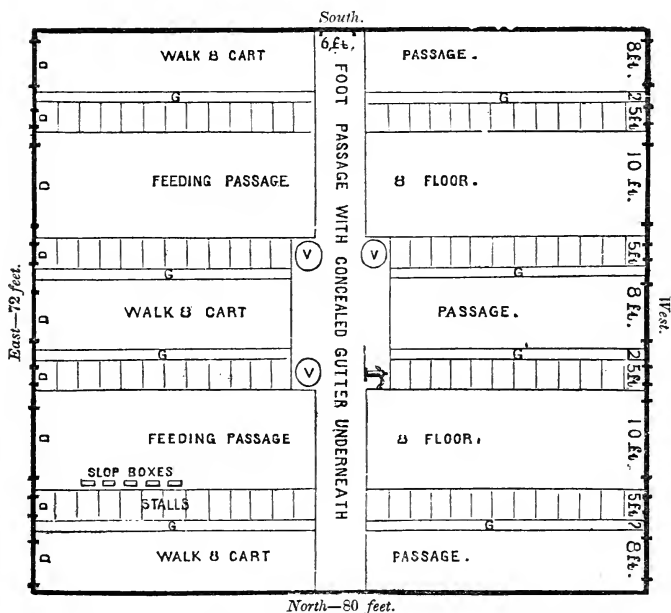 South.
6 ft.
WALK & CART PASSAGE. 8 ft.
G G 2
5 ft
FEEDING PASSAGE & FLOOR. 10 ft.
V V 5 ft
G G
WALK & CART PASSAGE. 8 ft.
G G 2
V 5 ft
FEEDING PASSAGE & FLOOR. 10 ft.
SLOP BOXES
STALLS 5 ft
G G 2
WALK & CART PASSAGE. 8 ft.
FOOT PASSAGE WITH CONCEALED GUTTER UNDERNEATH
East—72 feet.
West.
North—80 feet.